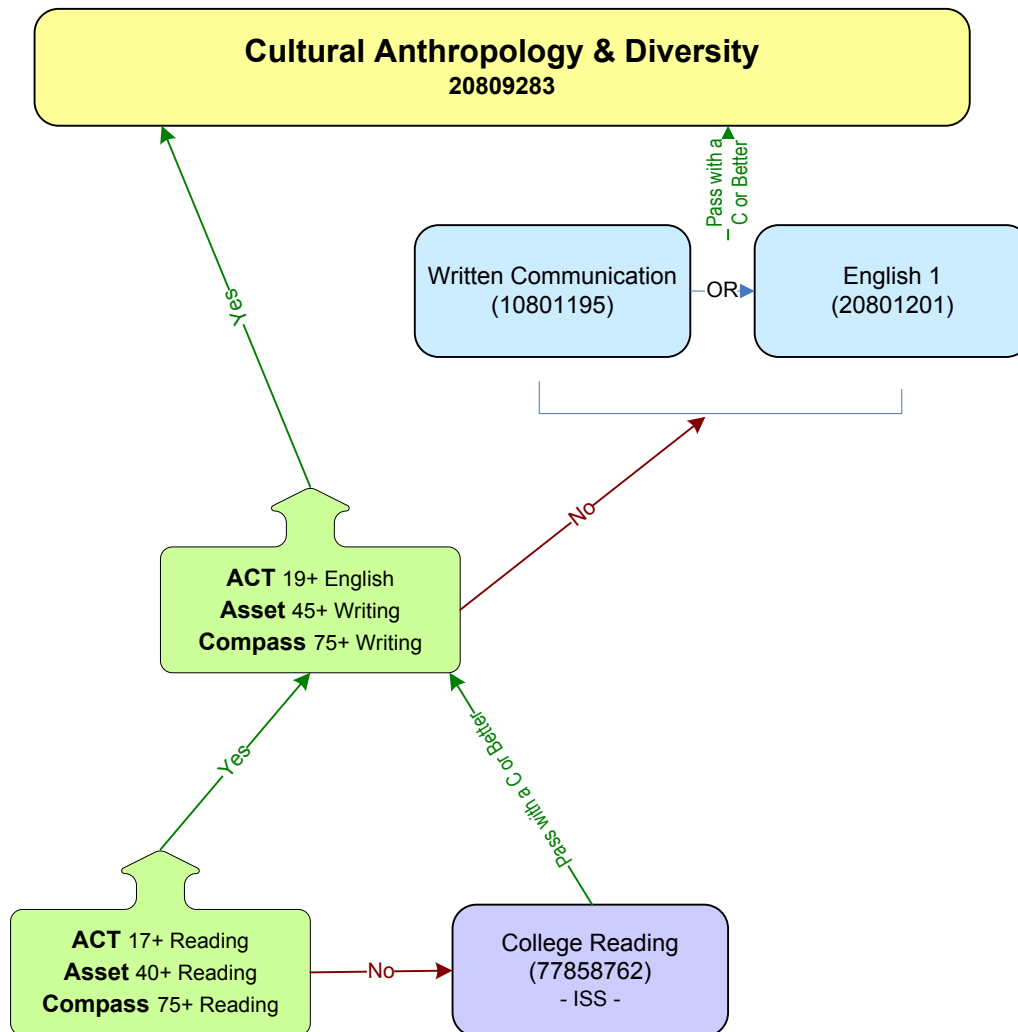 Cultural Anthropology & Diversity
20809283
Pass with a
C or Better
Written Communication
(10801195)
OR
English 1
(20801201)
Yes
No
ACT 19+ English
Asset 45+ Writing
Compass 75+ Writing
Yes
Pass with a C or Better
ACT 17+ Reading
Asset 40+ Reading
Compass 75+ Reading
No
College Reading
(77858762)
- ISS -